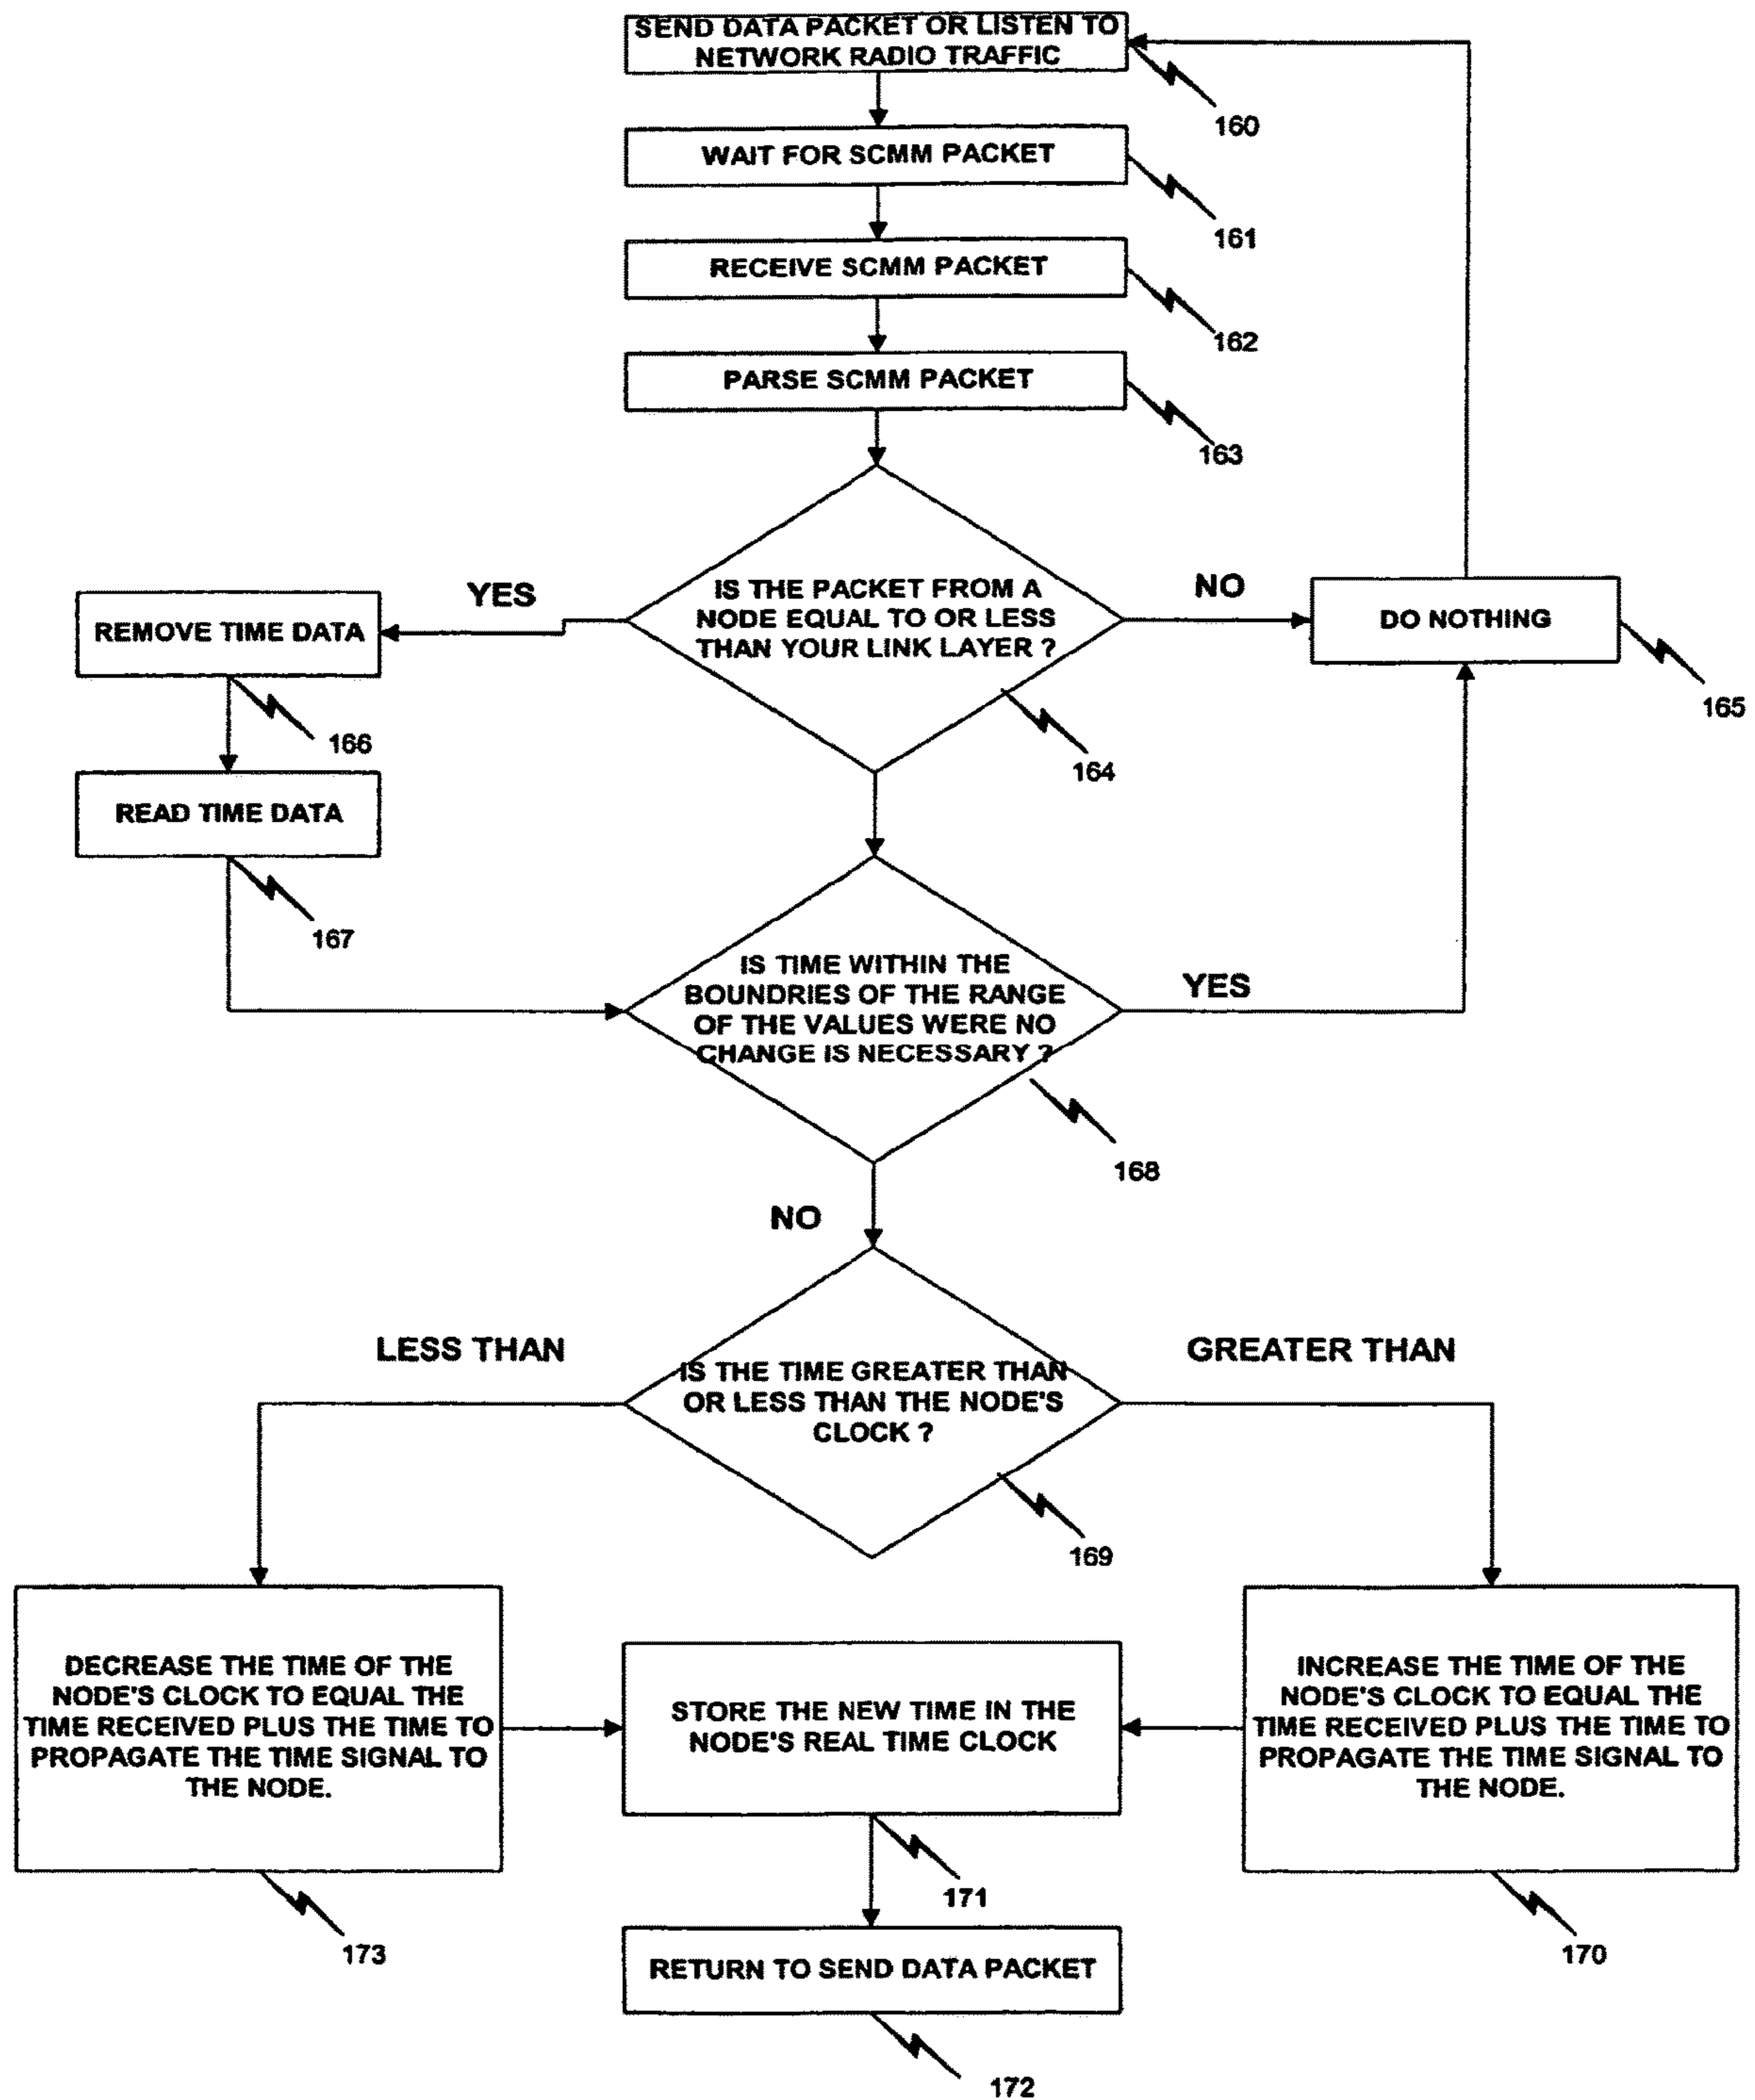 SEND DATA PACKET OR LISTEN TO
NETWORK RADIO TRAFFIC
160
WAIT FOR SCMM PACKET
161
RECEIVE SCMM PACKET
162
PARSE SCMM PACKET
163
IS THE PACKET FROM A
NODE EQUAL TO OR LESS
THAN YOUR LINK LAYER ?
164
YES
NO
DO NOTHING
165
REMOVE TIME DATA
166
READ TIME DATA
167
IS TIME WITHIN THE
BOUNDRIES OF THE RANGE
OF THE VALUES WERE NO
CHANGE IS NECESSARY ?
168
YES
NO
IS THE TIME GREATER THAN
OR LESS THAN THE NODE'S
CLOCK ?
169
LESS THAN
GREATER THAN
DECREASE THE TIME OF THE
NODE'S CLOCK TO EQUAL THE
TIME RECEIVED PLUS THE TIME TO
PROPAGATE THE TIME SIGNAL TO
THE NODE.
173
STORE THE NEW TIME IN THE
NODE'S REAL TIME CLOCK
171
INCREASE THE TIME OF THE
NODE'S CLOCK TO EQUAL THE
TIME RECEIVED PLUS THE TIME TO
PROPAGATE THE TIME SIGNAL TO
THE NODE.
170
RETURN TO SEND DATA PACKET
172